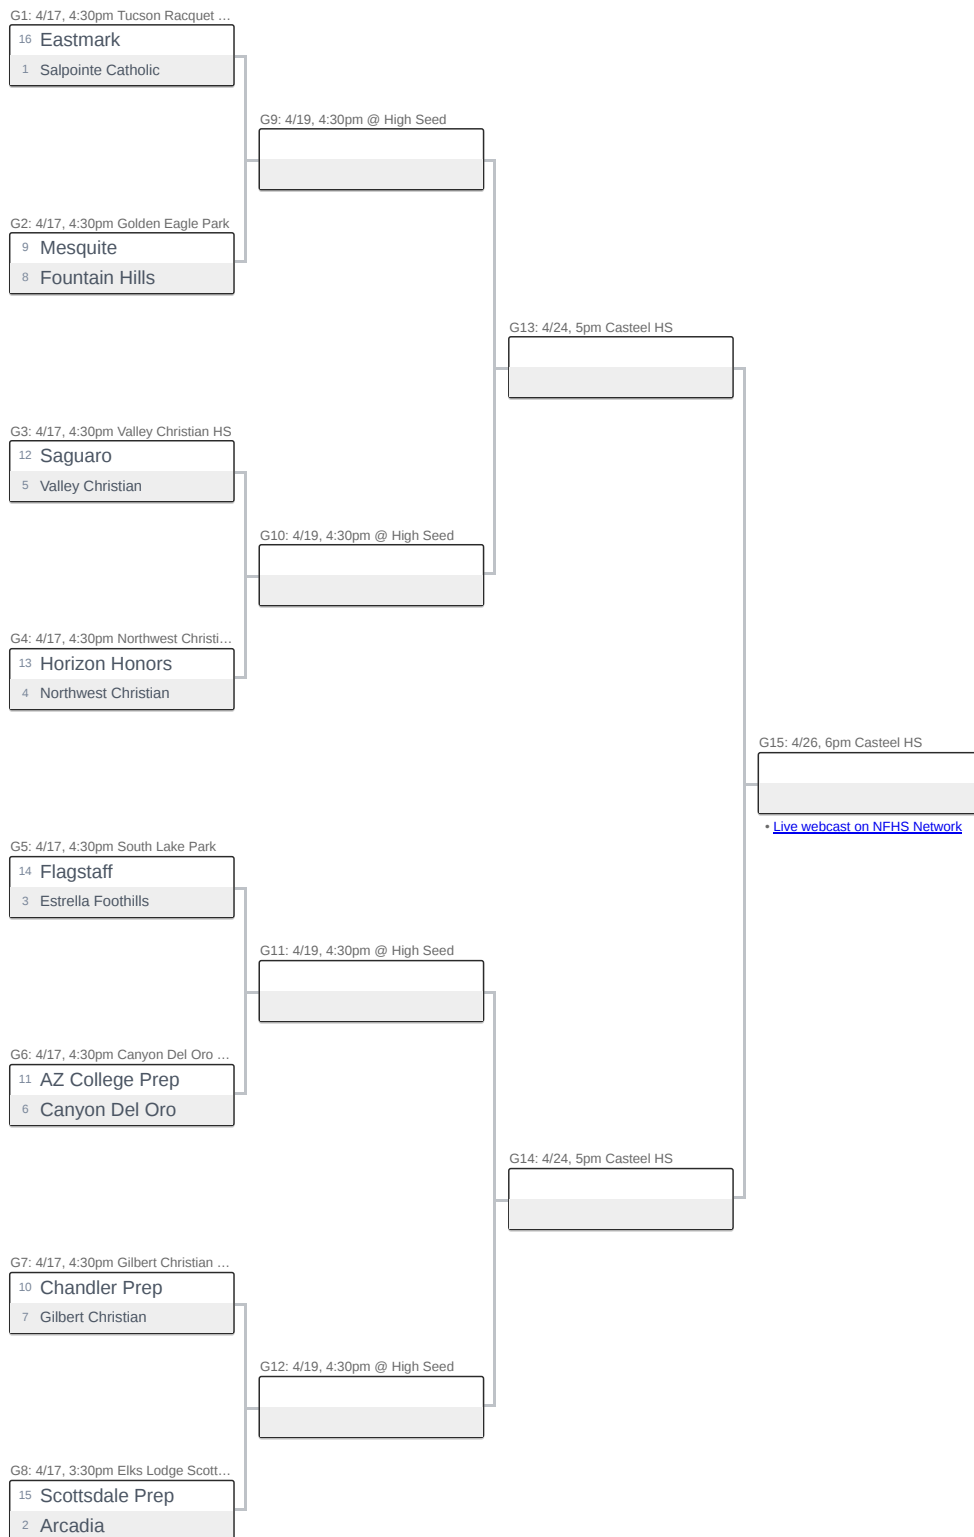 G1: 4/17, 4:30pm Tucson Racquet ...
16 Eastmark
1 Salpointe Catholic
G9: 4/19, 4:30pm @ High Seed
G2: 4/17, 4:30pm Golden Eagle Park
9 Mesquite
8 Fountain Hills
G13: 4/24, 5pm Casteel HS
G3: 4/17, 4:30pm Valley Christian HS
12 Saguaro
5 Valley Christian
G10: 4/19, 4:30pm @ High Seed
G4: 4/17, 4:30pm Northwest Christi...
13 Horizon Honors
4 Northwest Christian
G15: 4/26, 6pm Casteel HS
• Live webcast on NFHS Network
G5: 4/17, 4:30pm South Lake Park
14 Flagstaff
3 Estrella Foothills
G11: 4/19, 4:30pm @ High Seed
G6: 4/17, 4:30pm Canyon Del Oro ...
11 AZ College Prep
6 Canyon Del Oro
G14: 4/24, 5pm Casteel HS
G7: 4/17, 4:30pm Gilbert Christian ...
10 Chandler Prep
7 Gilbert Christian
G12: 4/19, 4:30pm @ High Seed
G8: 4/17, 3:30pm Elks Lodge Scott...
15 Scottsdale Prep
2 Arcadia